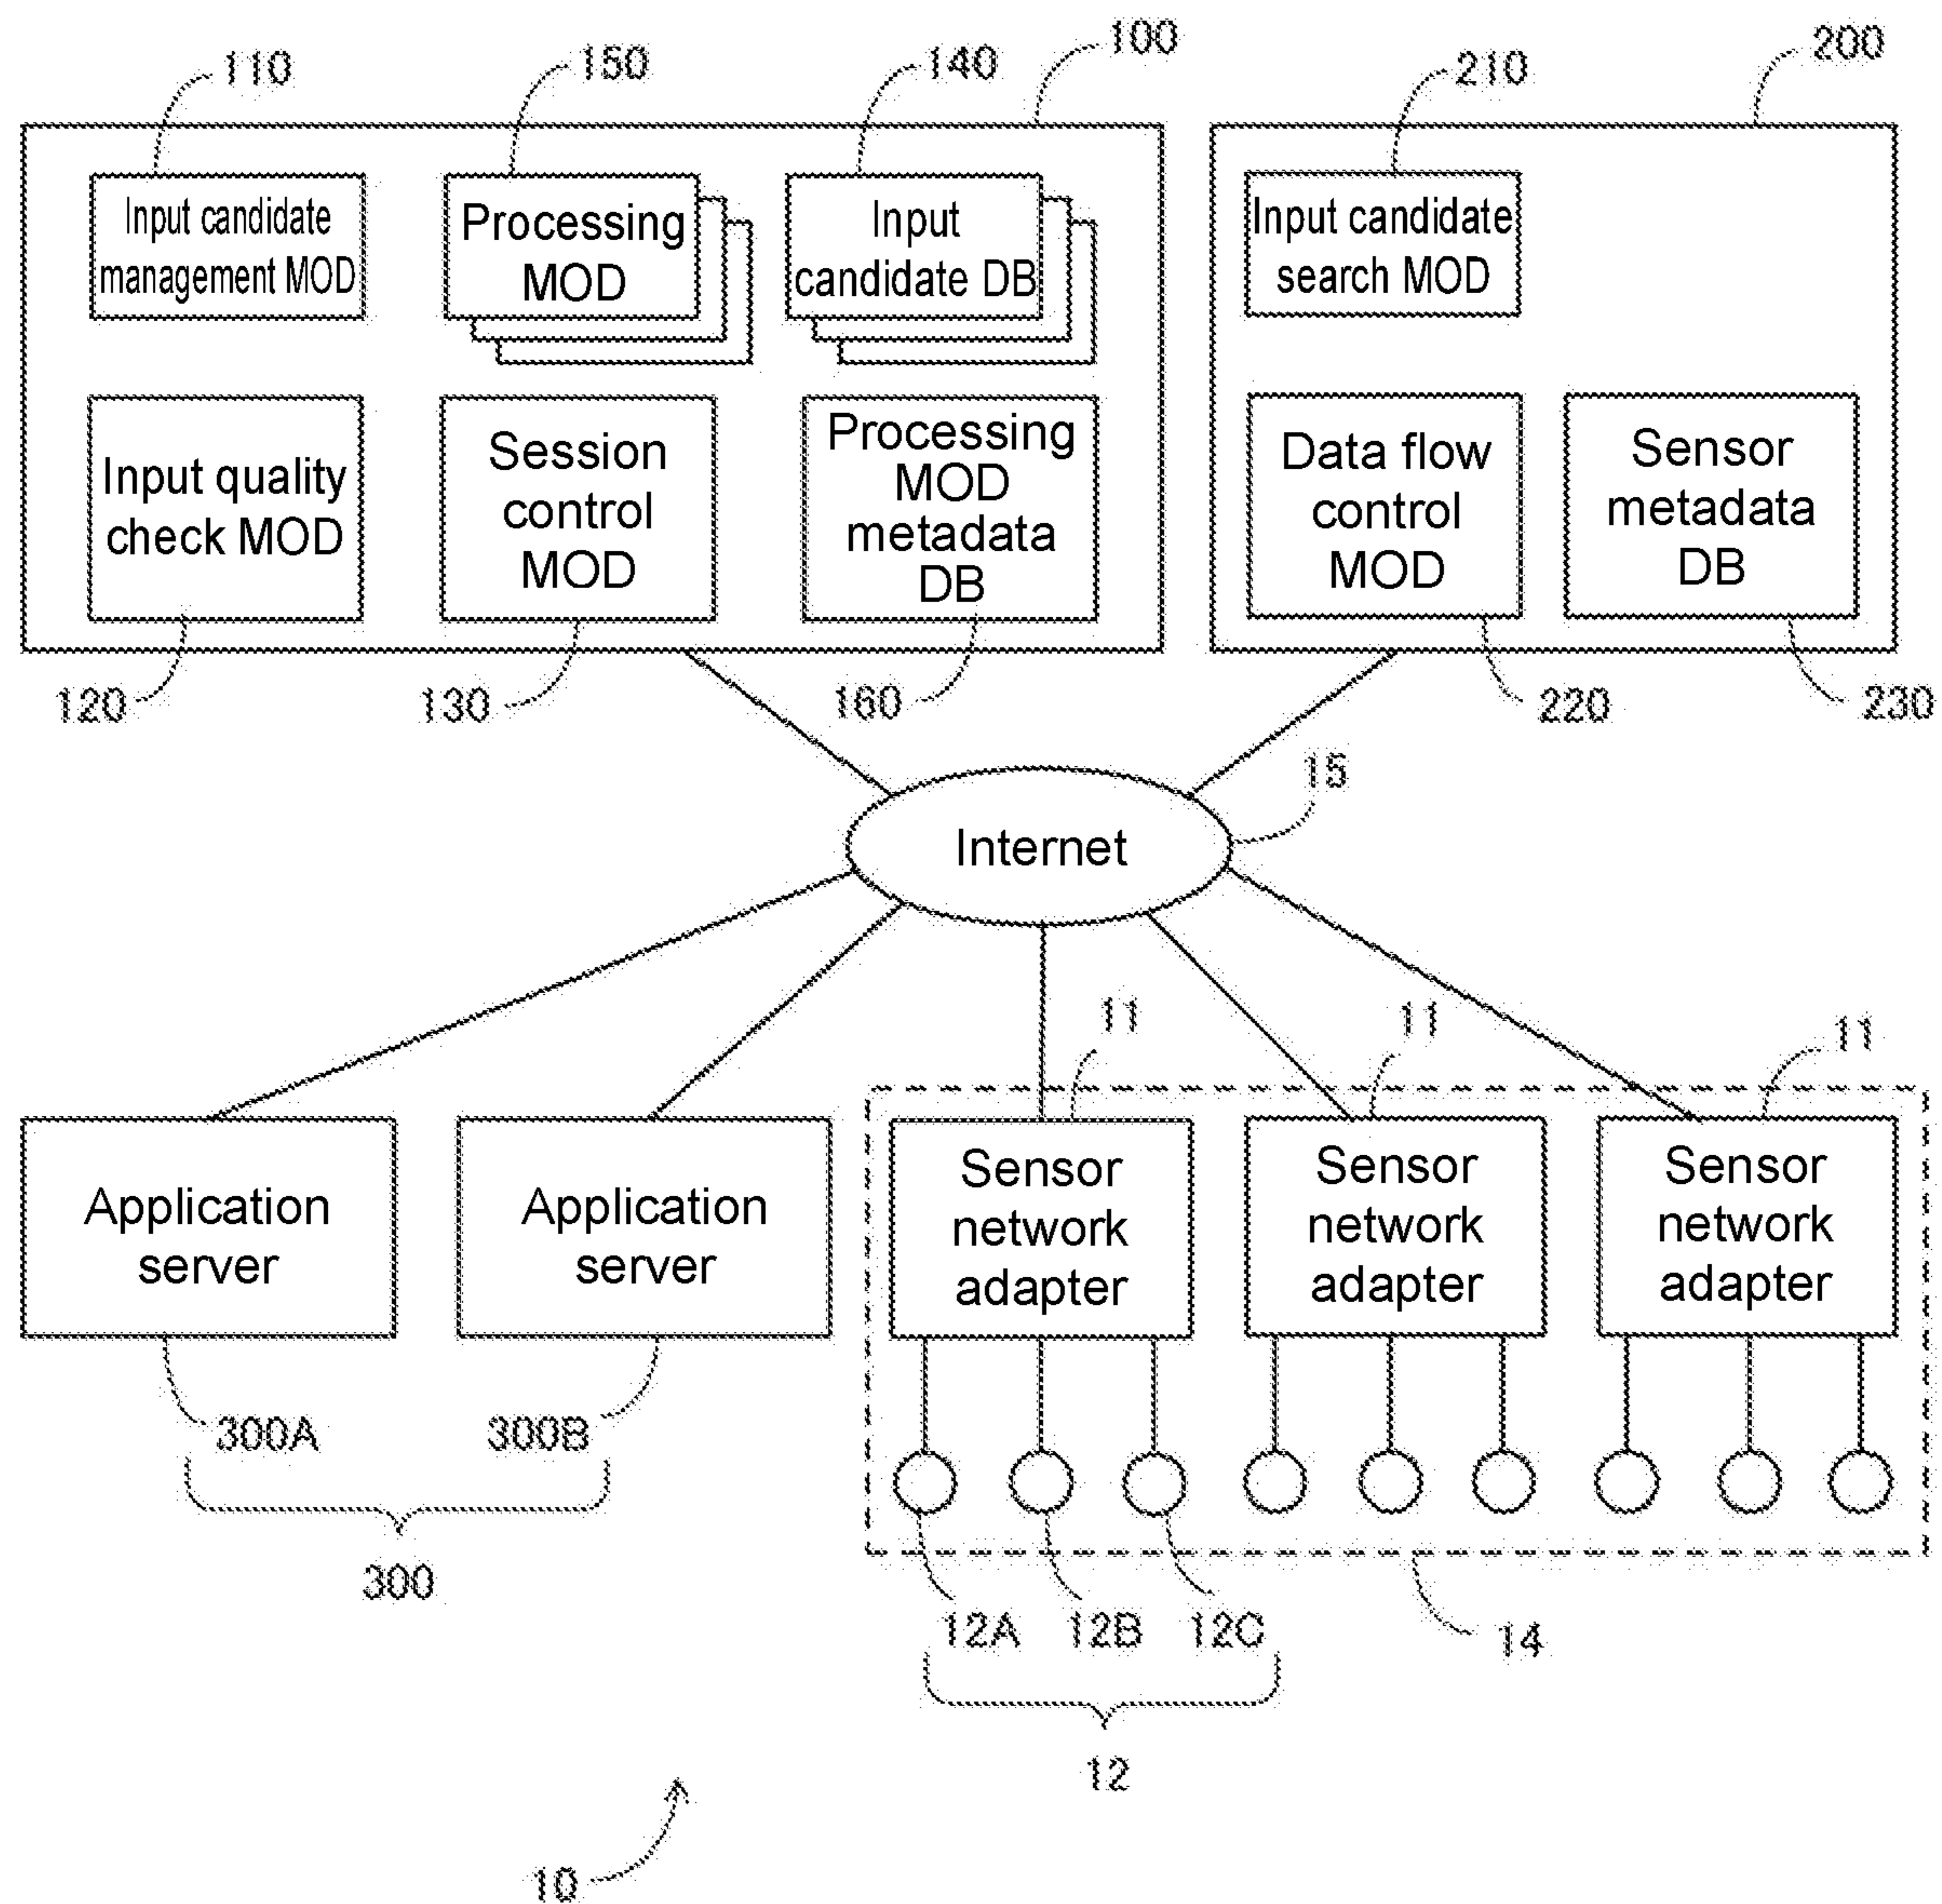 100
110
150
140
210
200
Input candidate
management MOD
Processing
MOD
Input
candidate DB
Input candidate
search MOD
Input quality
check MOD
Session
control
MOD
Processing
MOD
metadata
DB
Data flow
control
MOD
Sensor
metadata
DB
120
130
160
220
230
15
Internet
11
11
11
Application
server
Application
server
Sensor
network
adapter
Sensor
network
adapter
Sensor
network
adapter
300A
300B
300
12A
12B
12C
14
12
10